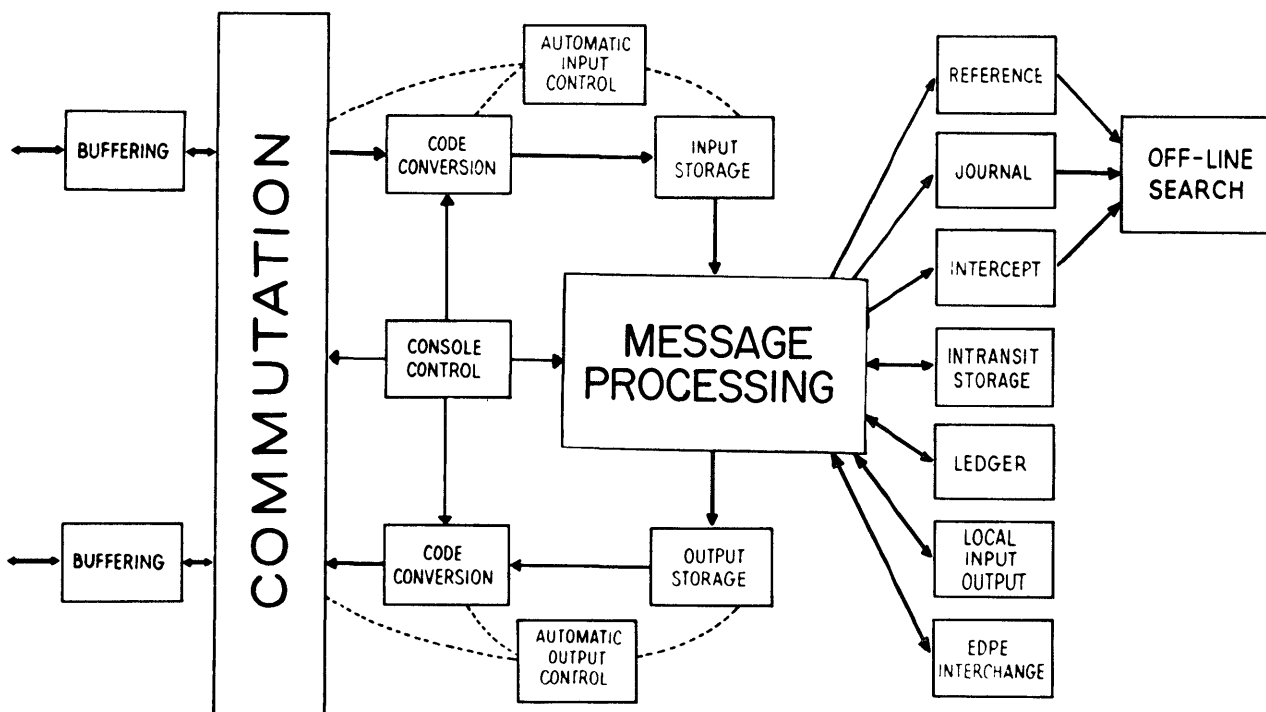 BUFFERING
BUFFERING
COMMUTATION
AUTOMATIC
INPUT
CONTROL
CODE
CONVERSION
INPUT
STORAGE
CONSOLE
CONTROL
MESSAGE
PROCESSING
CODE
CONVERSION
OUTPUT
STORAGE
AUTOMATIC
OUTPUT
CONTROL
REFERENCE
JOURNAL
INTERCEPT
INTRANSIT
STORAGE
LEDGER
LOCAL
INPUT
OUTPUT
EDPE
INTERCHANGE
OFF-LINE
SEARCH